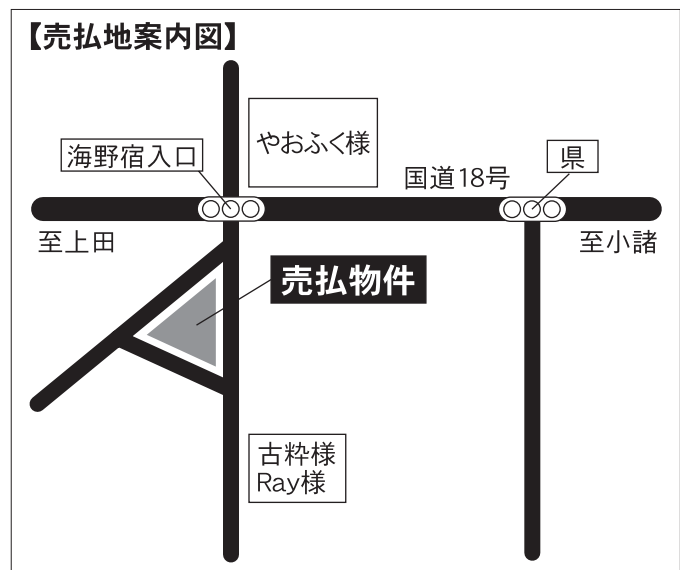 【売払地案内図】
やおふく様
海野宿入口
国道18号
県
至上田
至小諸
売払物件
古粋様
Ray様